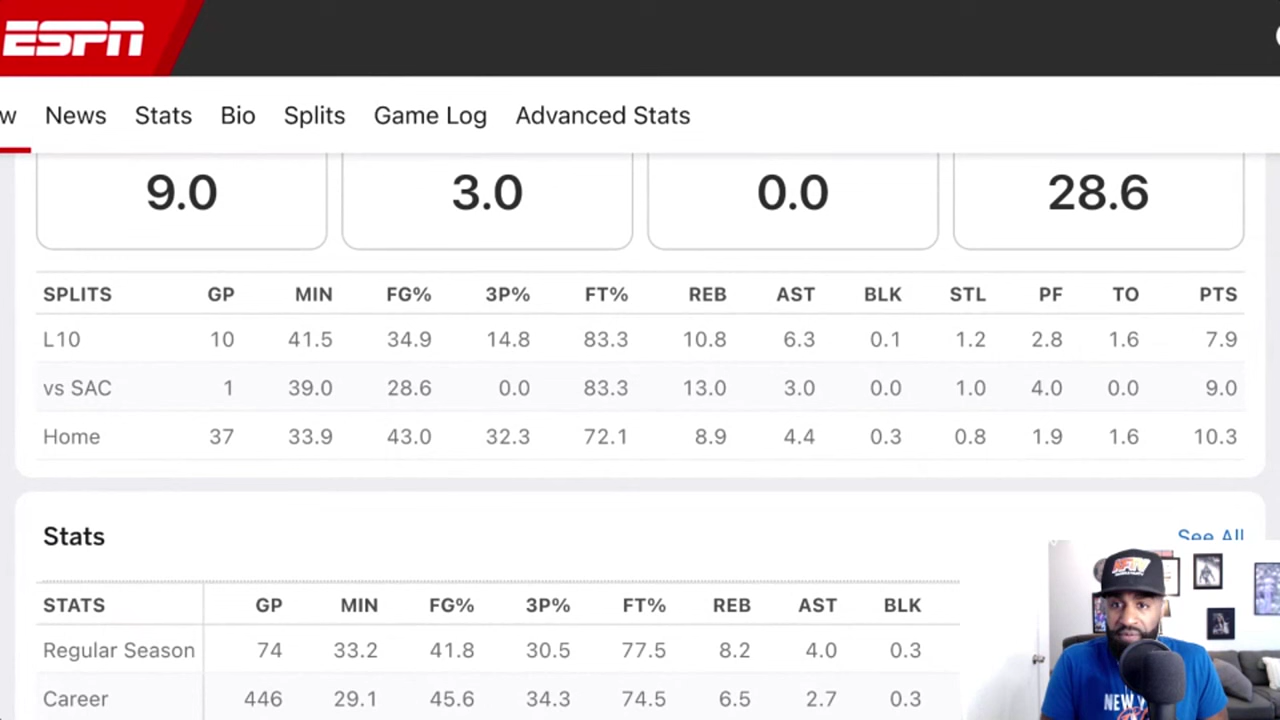 ESPN
w News Stats Bio Splits Game Log Advanced Stats
9.0 3.0 0.0 28.6
SPLITS GP MIN FG% 3P% FT% REB AST BLK STL PF TO PTS
L10 10 41.5 34.9 14.8 83.3 10.8 6.3 0.1 1.2 2.8 1.6 7.9
vs SAC 1 39.0 28.6 0.0 83.3 13.0 3.0 0.0 1.0 4.0 0.0 9.0
Home 37 33.9 43.0 32.3 72.1 8.9 4.4 0.3 0.8 1.9 1.6 10.3
Stats See All
STATS GP MIN FG% 3P% FT% REB AST BLK
Regular Season 74 33.2 41.8 30.5 77.5 8.2 4.0 0.3
Career 446 29.1 45.6 34.3 74.5 6.5 2.7 0.3
NEW